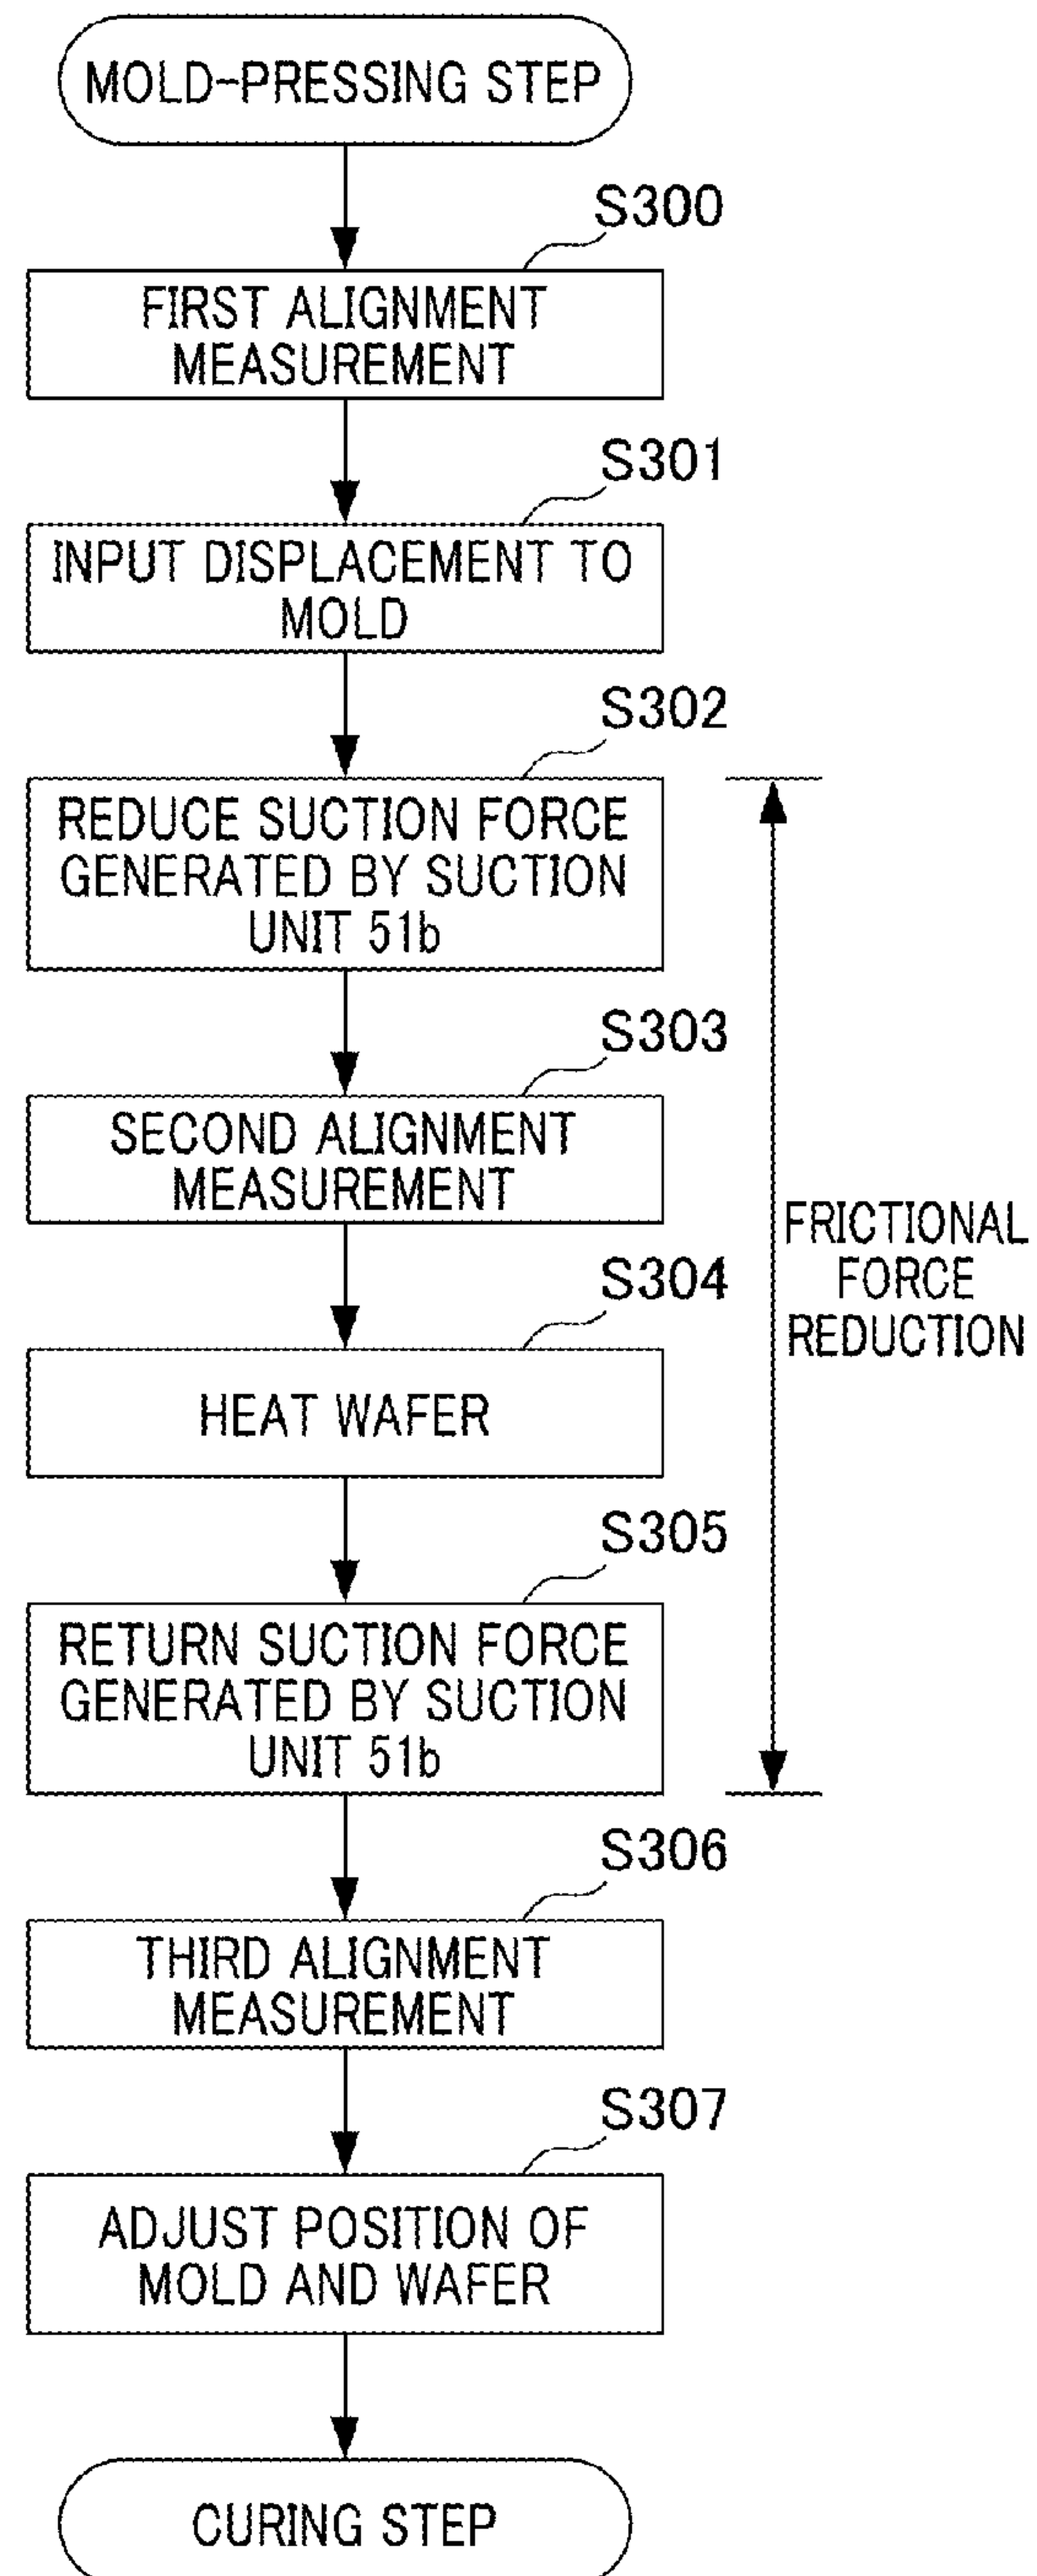 MOLD-PRESSING STEP
S300
FIRST ALIGNMENT
MEASUREMENT
S301
INPUT DISPLACEMENT TO
MOLD
S302
REDUCE SUCTION FORCE
GENERATED BY SUCTION
UNIT 51b
S303
SECOND ALIGNMENT
MEASUREMENT
FRICTIONAL
FORCE
REDUCTION
S304
HEAT WAFER
S305
RETURN SUCTION FORCE
GENERATED BY SUCTION
UNIT 51b
S306
THIRD ALIGNMENT
MEASUREMENT
S307
ADJUST POSITION OF
MOLD AND WAFER
CURING STEP